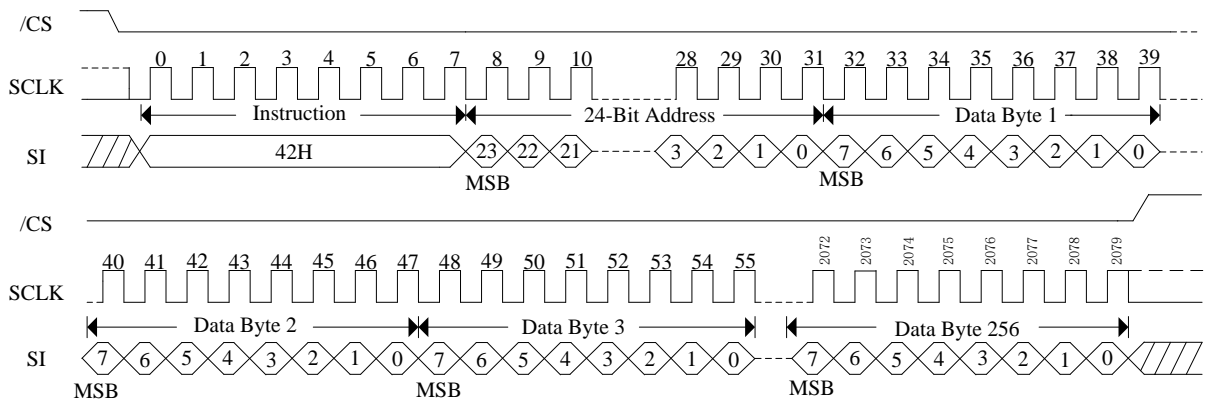 /CS
0 1 2 3 4 5 6 7 8 9 10 28 29 30 31 32 33 34 35 36 37 38 39
SCLK
Instruction 24-Bit Address Data Byte 1
SI 42H 23 22 21 3 2 1 0 7 6 5 4 3 2 1 0
MSB MSB
/CS
40 41 42 43 44 45 46 47 48 49 50 51 52 53 54 55 2072 2073 2074 2075 2076 2077 2078 2079
SCLK
Data Byte 2 Data Byte 3 Data Byte 256
SI 7 6 5 4 3 2 1 0 7 6 5 4 3 2 1 0 7 6 5 4 3 2 1 0
MSB MSB MSB